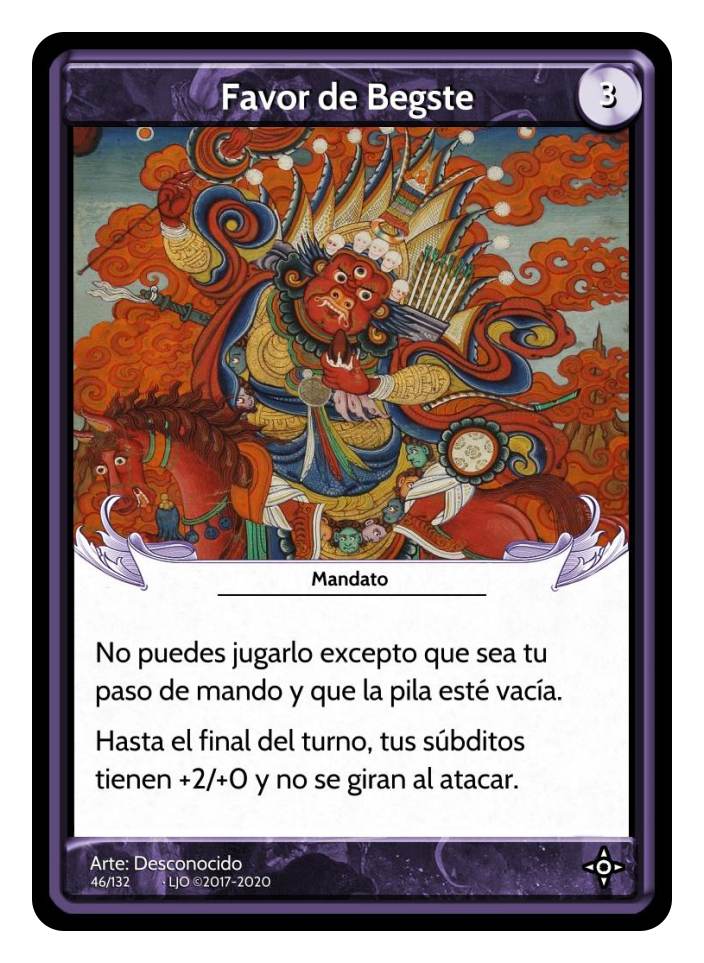 Favor de Begste
3
Mandato
No puedes jugarlo excepto que sea tu
paso de mando y que la pila esté vacía.
Hasta el final del turno, tus súbditos
tienen +2/+0 y no se giran al atacar.
Arte: Desconocido
46/132 · LJO ©2017-2020